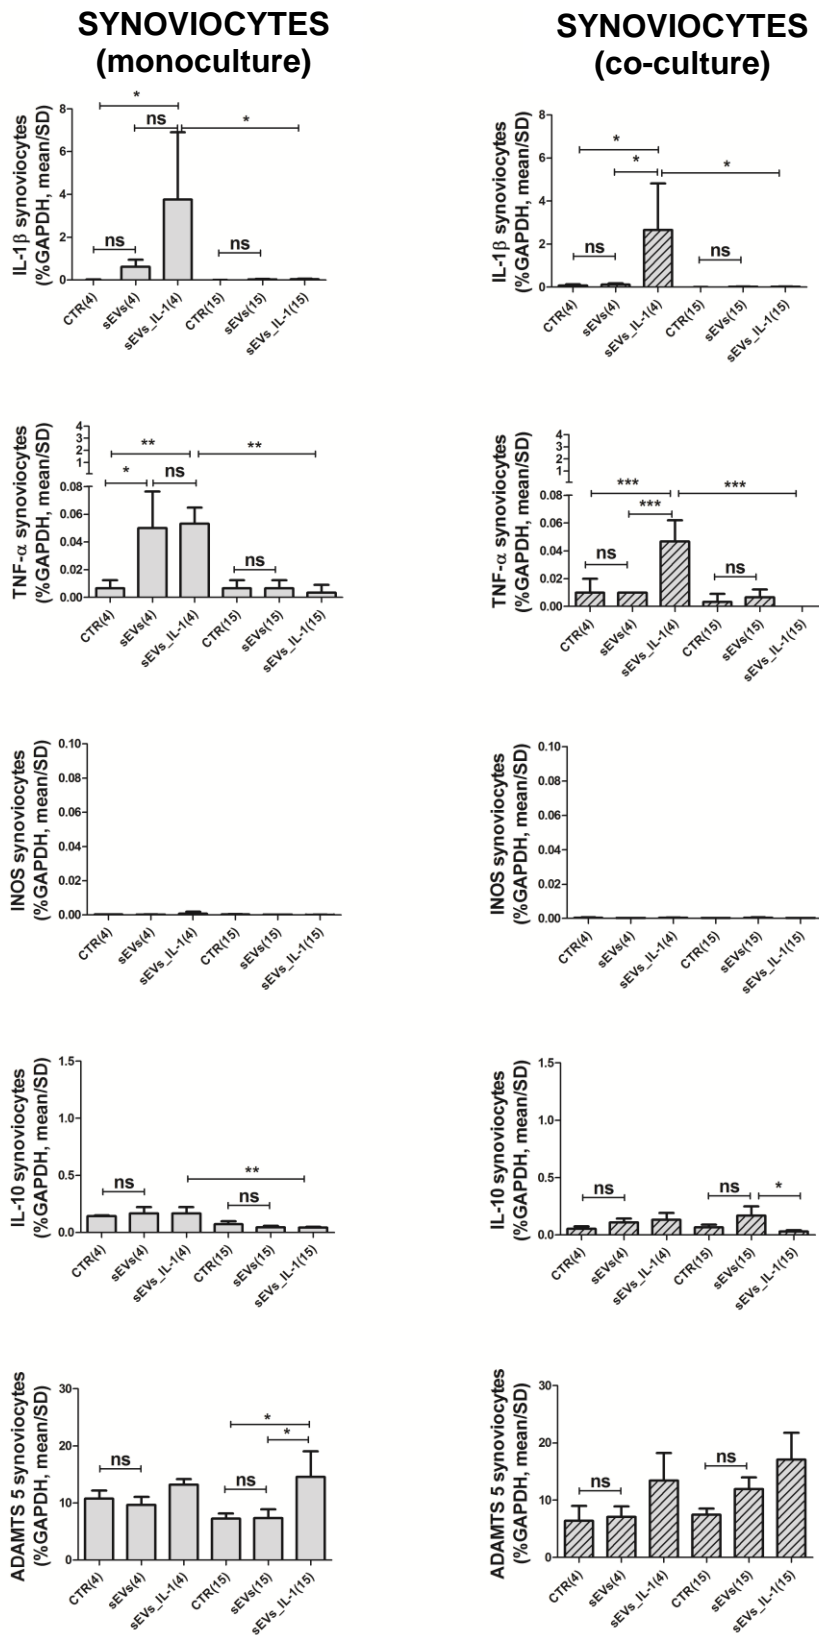 SYNOVIOCYTES
(monoculture)
SYNOVIOCYTES
(co-culture)
IL-1β synoviocytes
(%GAPDH, mean/SD)
8
6
4
2
0
*
ns
*
ns
ns
CTR(4)
sEVs(4)
sEVs_IL-1(4)
CTR(15)
sEVs(15)
sEVs_IL-1(15)
IL-1β synoviocytes
(%GAPDH, mean/SD)
8
6
4
2
0
*
*
*
ns
ns
CTR(4)
sEVs(4)
sEVs_IL-1(4)
CTR(15)
sEVs(15)
sEVs_IL-1(15)
TNF-α synoviocytes
(%GAPDH, mean/SD)
4
3
2
1
0.08
0.06
0.04
0.02
0.00
**
**
*
ns
ns
CTR(4)
sEVs(4)
sEVs_IL-1(4)
CTR(15)
sEVs(15)
sEVs_IL-1(15)
TNF-α synoviocytes
(%GAPDH, mean/SD)
4
3
2
1
0.08
0.06
0.04
0.02
0.00
***
***
***
ns
ns
CTR(4)
sEVs(4)
sEVs_IL-1(4)
CTR(15)
sEVs(15)
sEVs_IL-1(15)
INOS synoviocytes
(%GAPDH, mean/SD)
0.10
0.08
0.06
0.04
0.02
0.00
CTR(4)
sEVs(4)
sEVs_IL-1(4)
CTR(15)
sEVs(15)
sEVs_IL-1(15)
INOS synoviocytes
(%GAPDH, mean/SD)
0.10
0.08
0.06
0.04
0.02
0.00
CTR(4)
sEVs(4)
sEVs_IL-1(4)
CTR(15)
sEVs(15)
sEVs_IL-1(15)
IL-10 synoviocytes
(%GAPDH, mean/SD)
1.5
1.0
0.5
0.0
**
ns
ns
CTR(4)
sEVs(4)
sEVs_IL-1(4)
CTR(15)
sEVs(15)
sEVs_IL-1(15)
IL-10 synoviocytes
(%GAPDH, mean/SD)
1.5
1.0
0.5
0.0
ns
ns
*
CTR(4)
sEVs(4)
sEVs_IL-1(4)
CTR(15)
sEVs(15)
sEVs_IL-1(15)
ADAMTS 5 synoviocytes
(%GAPDH, mean/SD)
30
20
10
0
*
*
ns
ns
CTR(4)
sEVs(4)
sEVs_IL-1(4)
CTR(15)
sEVs(15)
sEVs_IL-1(15)
ADAMTS 5 synoviocytes
(%GAPDH, mean/SD)
30
20
10
0
ns
ns
CTR(4)
sEVs(4)
sEVs_IL-1(4)
CTR(15)
sEVs(15)
sEVs_IL-1(15)